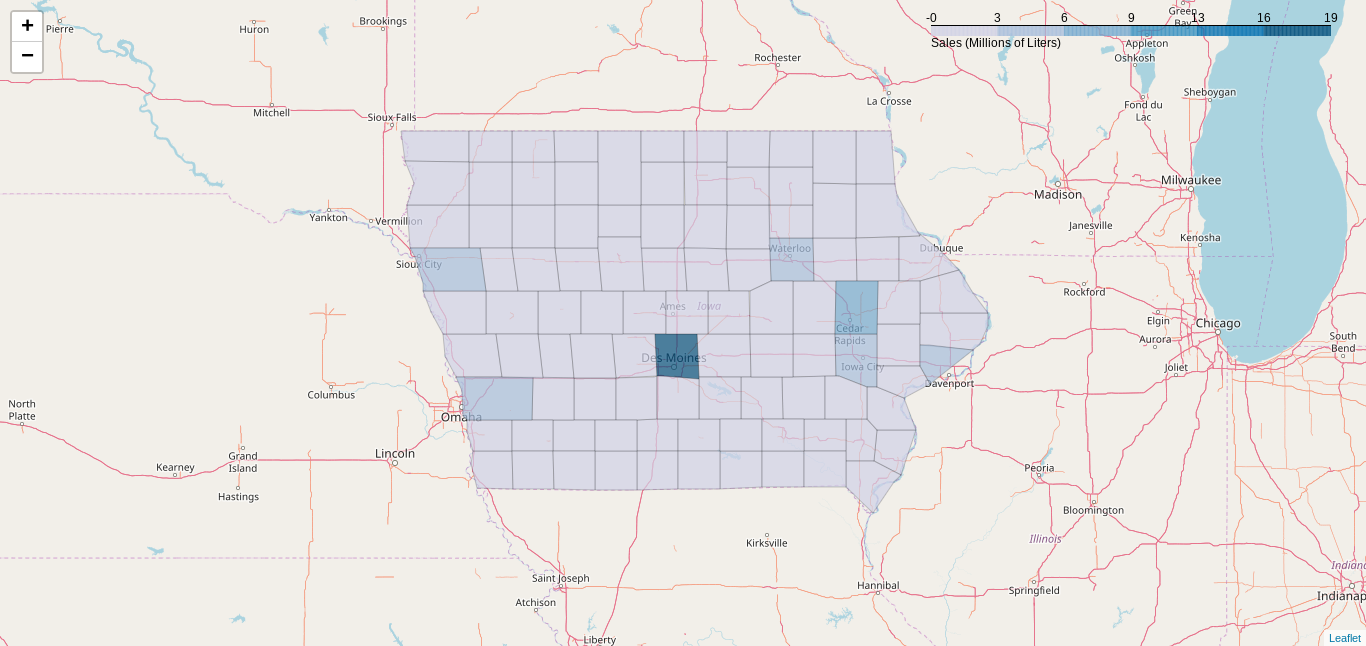 +
−
-0 3 6 9 13 16 19
Sales (Millions of Liters)
Pierre
Huron
Brookings
Green
Bay
Appleton
Oshkosh
Rochester
Sheboygan
La Crosse
Fond du
Lac
Mitchell
Sioux Falls
Milwaukee
Madison
Yankton
Vermillion
Janesville
Kenosha
Waterloo
Dubuque
Sioux City
Rockford
Ames
Iowa
Elgin
Chicago
Cedar
Rapids
Aurora
South
Bend
Des Moines
Iowa City
Joliet
Davenport
Columbus
North
Platte
Omaha
Lincoln
Grand
Island
Kearney
Peoria
Hastings
Bloomington
Kirksville
Illinois
Indiana
Saint Joseph
Hannibal
Springfield
Atchison
Indianap
Liberty
Leaflet